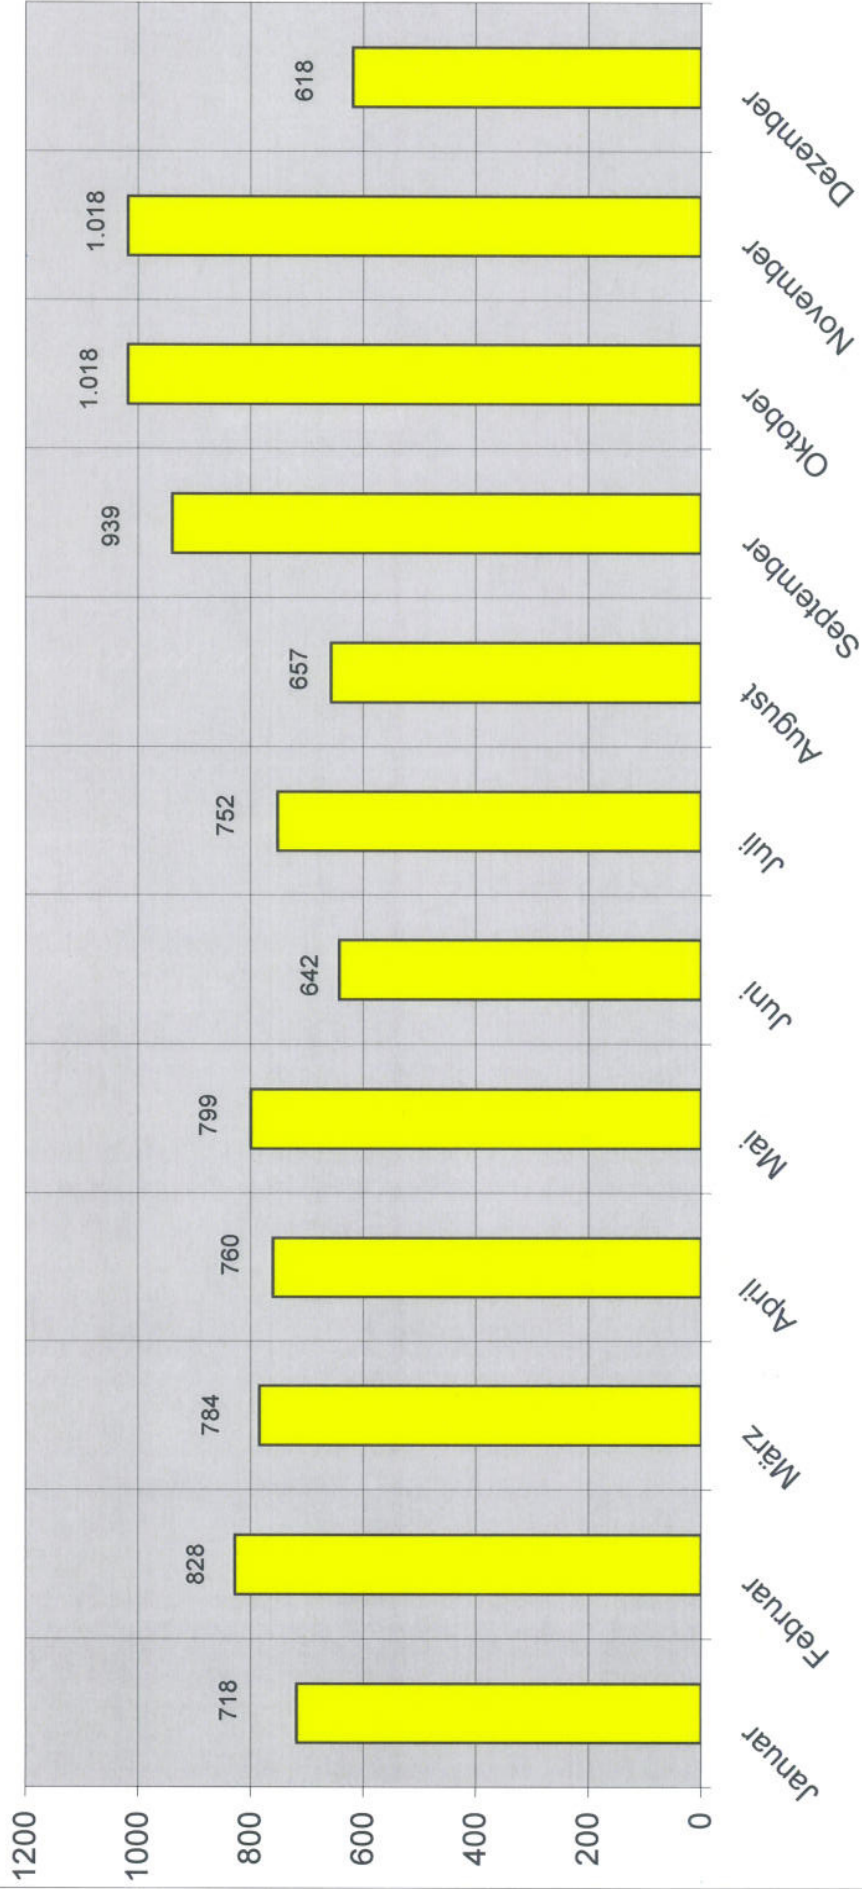 1200
1000
800
600
400
200
0
718
828
784
760
799
642
752
657
939
1.018
1.018
618
Januar
Februar
März
April
Mai
Juni
Juli
August
September
Oktober
November
Dezember